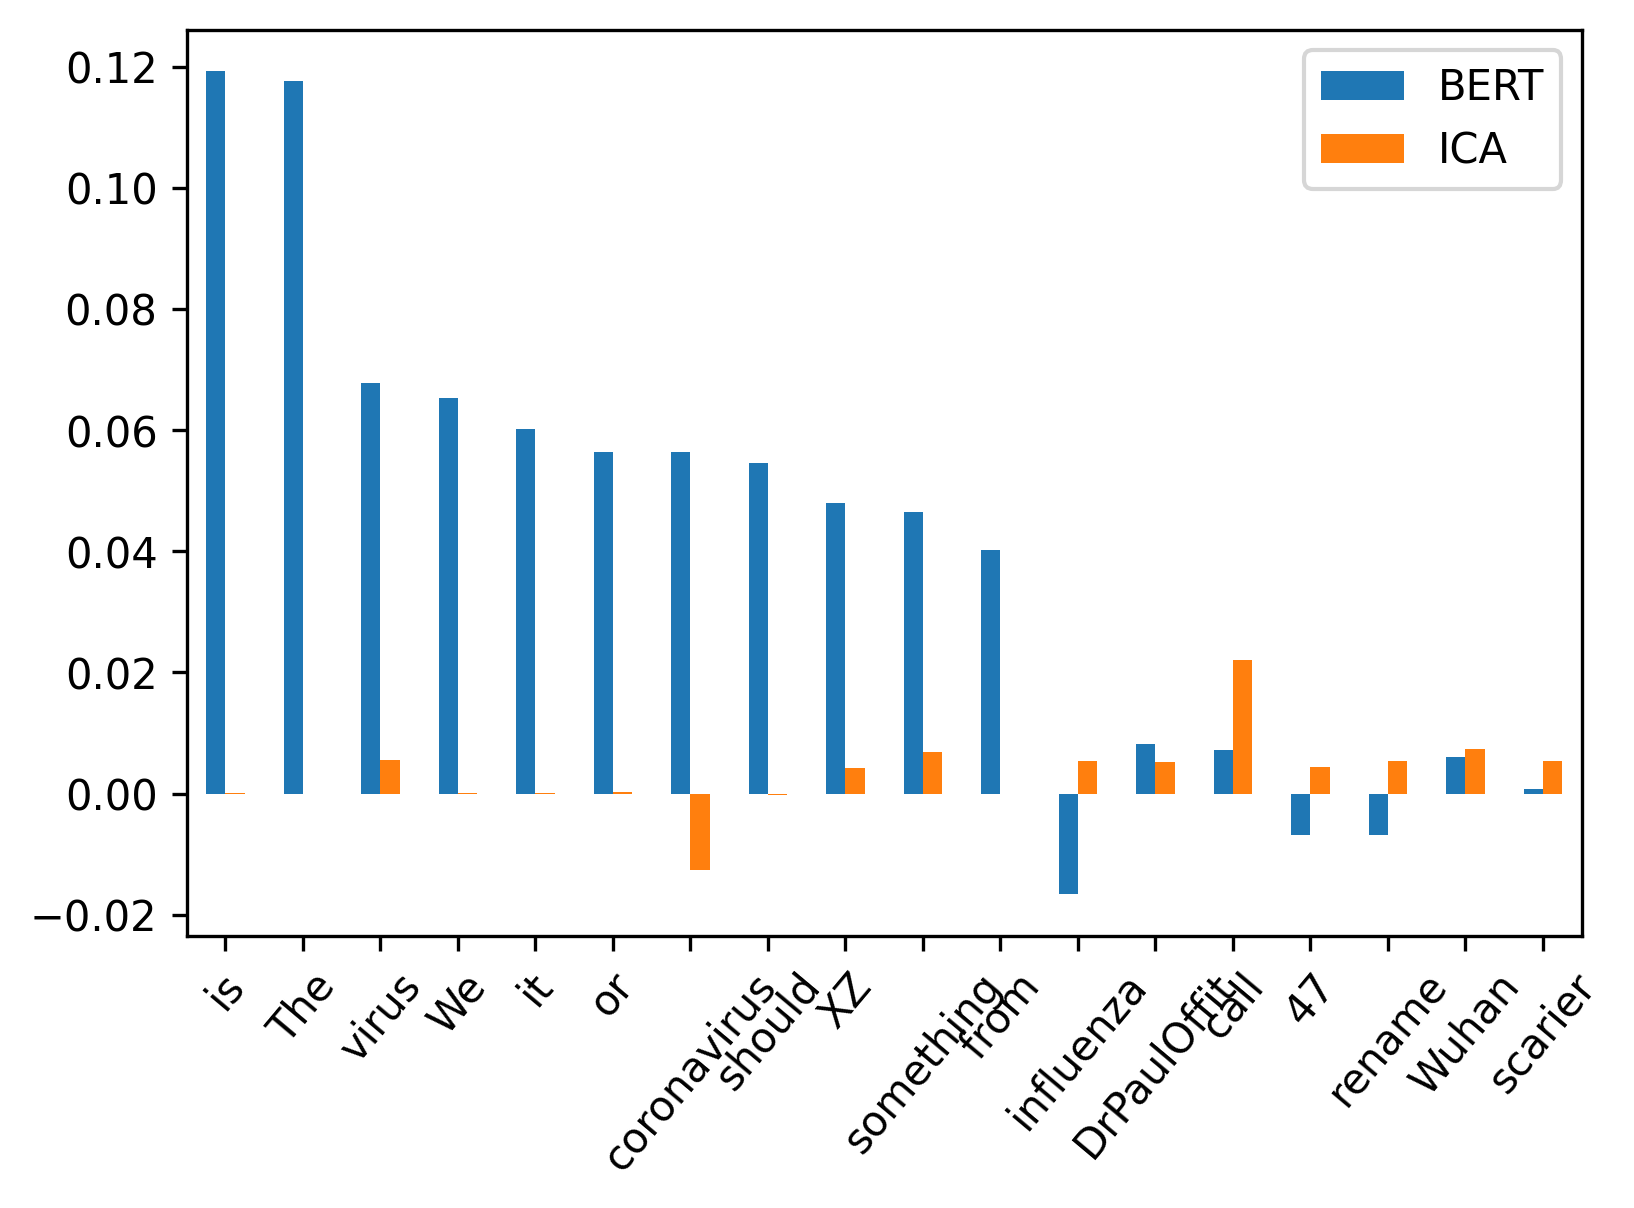 0.12
0.10
0.08
0.06
0.04
0.02
0.00
−0.02
BERT
ICA
is
The
virus
We
it
or
coronavirus
should
XZ
something
from
influenza
DrPaulOffit
call
47
rename
Wuhan
scarier